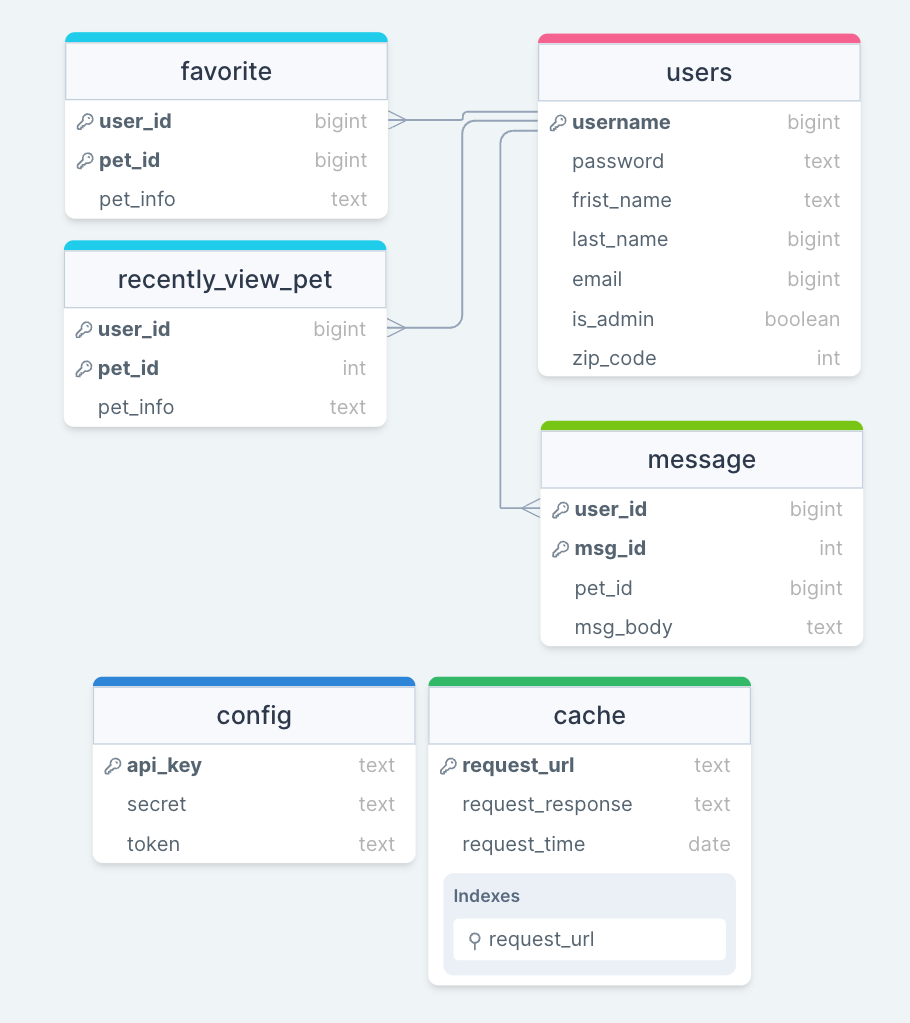 favorite
user_id bigint
pet_id bigint
pet_info text
users
username bigint
password text
frist_name text
last_name bigint
email bigint
is_admin boolean
zip_code int
recently_view_pet
user_id bigint
pet_id int
pet_info text
message
user_id bigint
msg_id int
pet_id bigint
msg_body text
config
api_key text
secret text
token text
cache
request_url text
request_response text
request_time date
Indexes
request_url